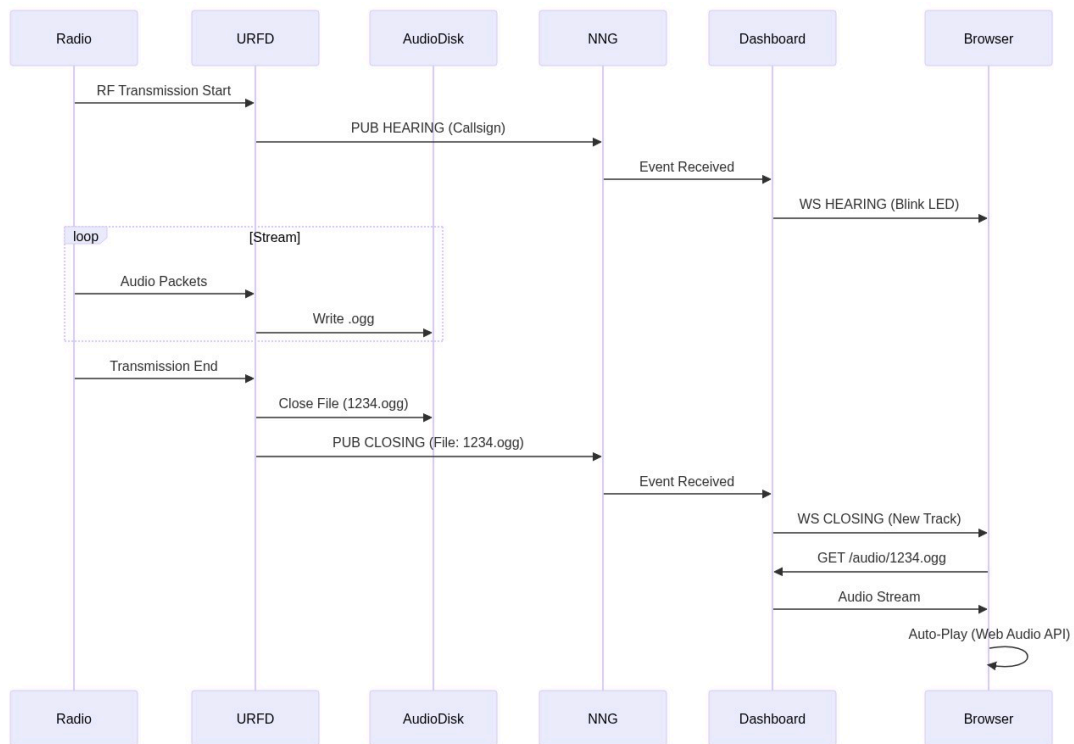 Radio
URFD
AudioDisk
NNG
Dashboard
Browser
RF Transmission Start
PUB HEARING (Callsign)
Event Received
WS HEARING (Blink LED)
loop
[Stream]
Audio Packets
Write .ogg
Transmission End
Close File (1234.ogg)
PUB CLOSING (File: 1234.ogg)
Event Received
WS CLOSING (New Track)
GET /audio/1234.ogg
Audio Stream
Auto-Play (Web Audio API)
Radio
URFD
AudioDisk
NNG
Dashboard
Browser